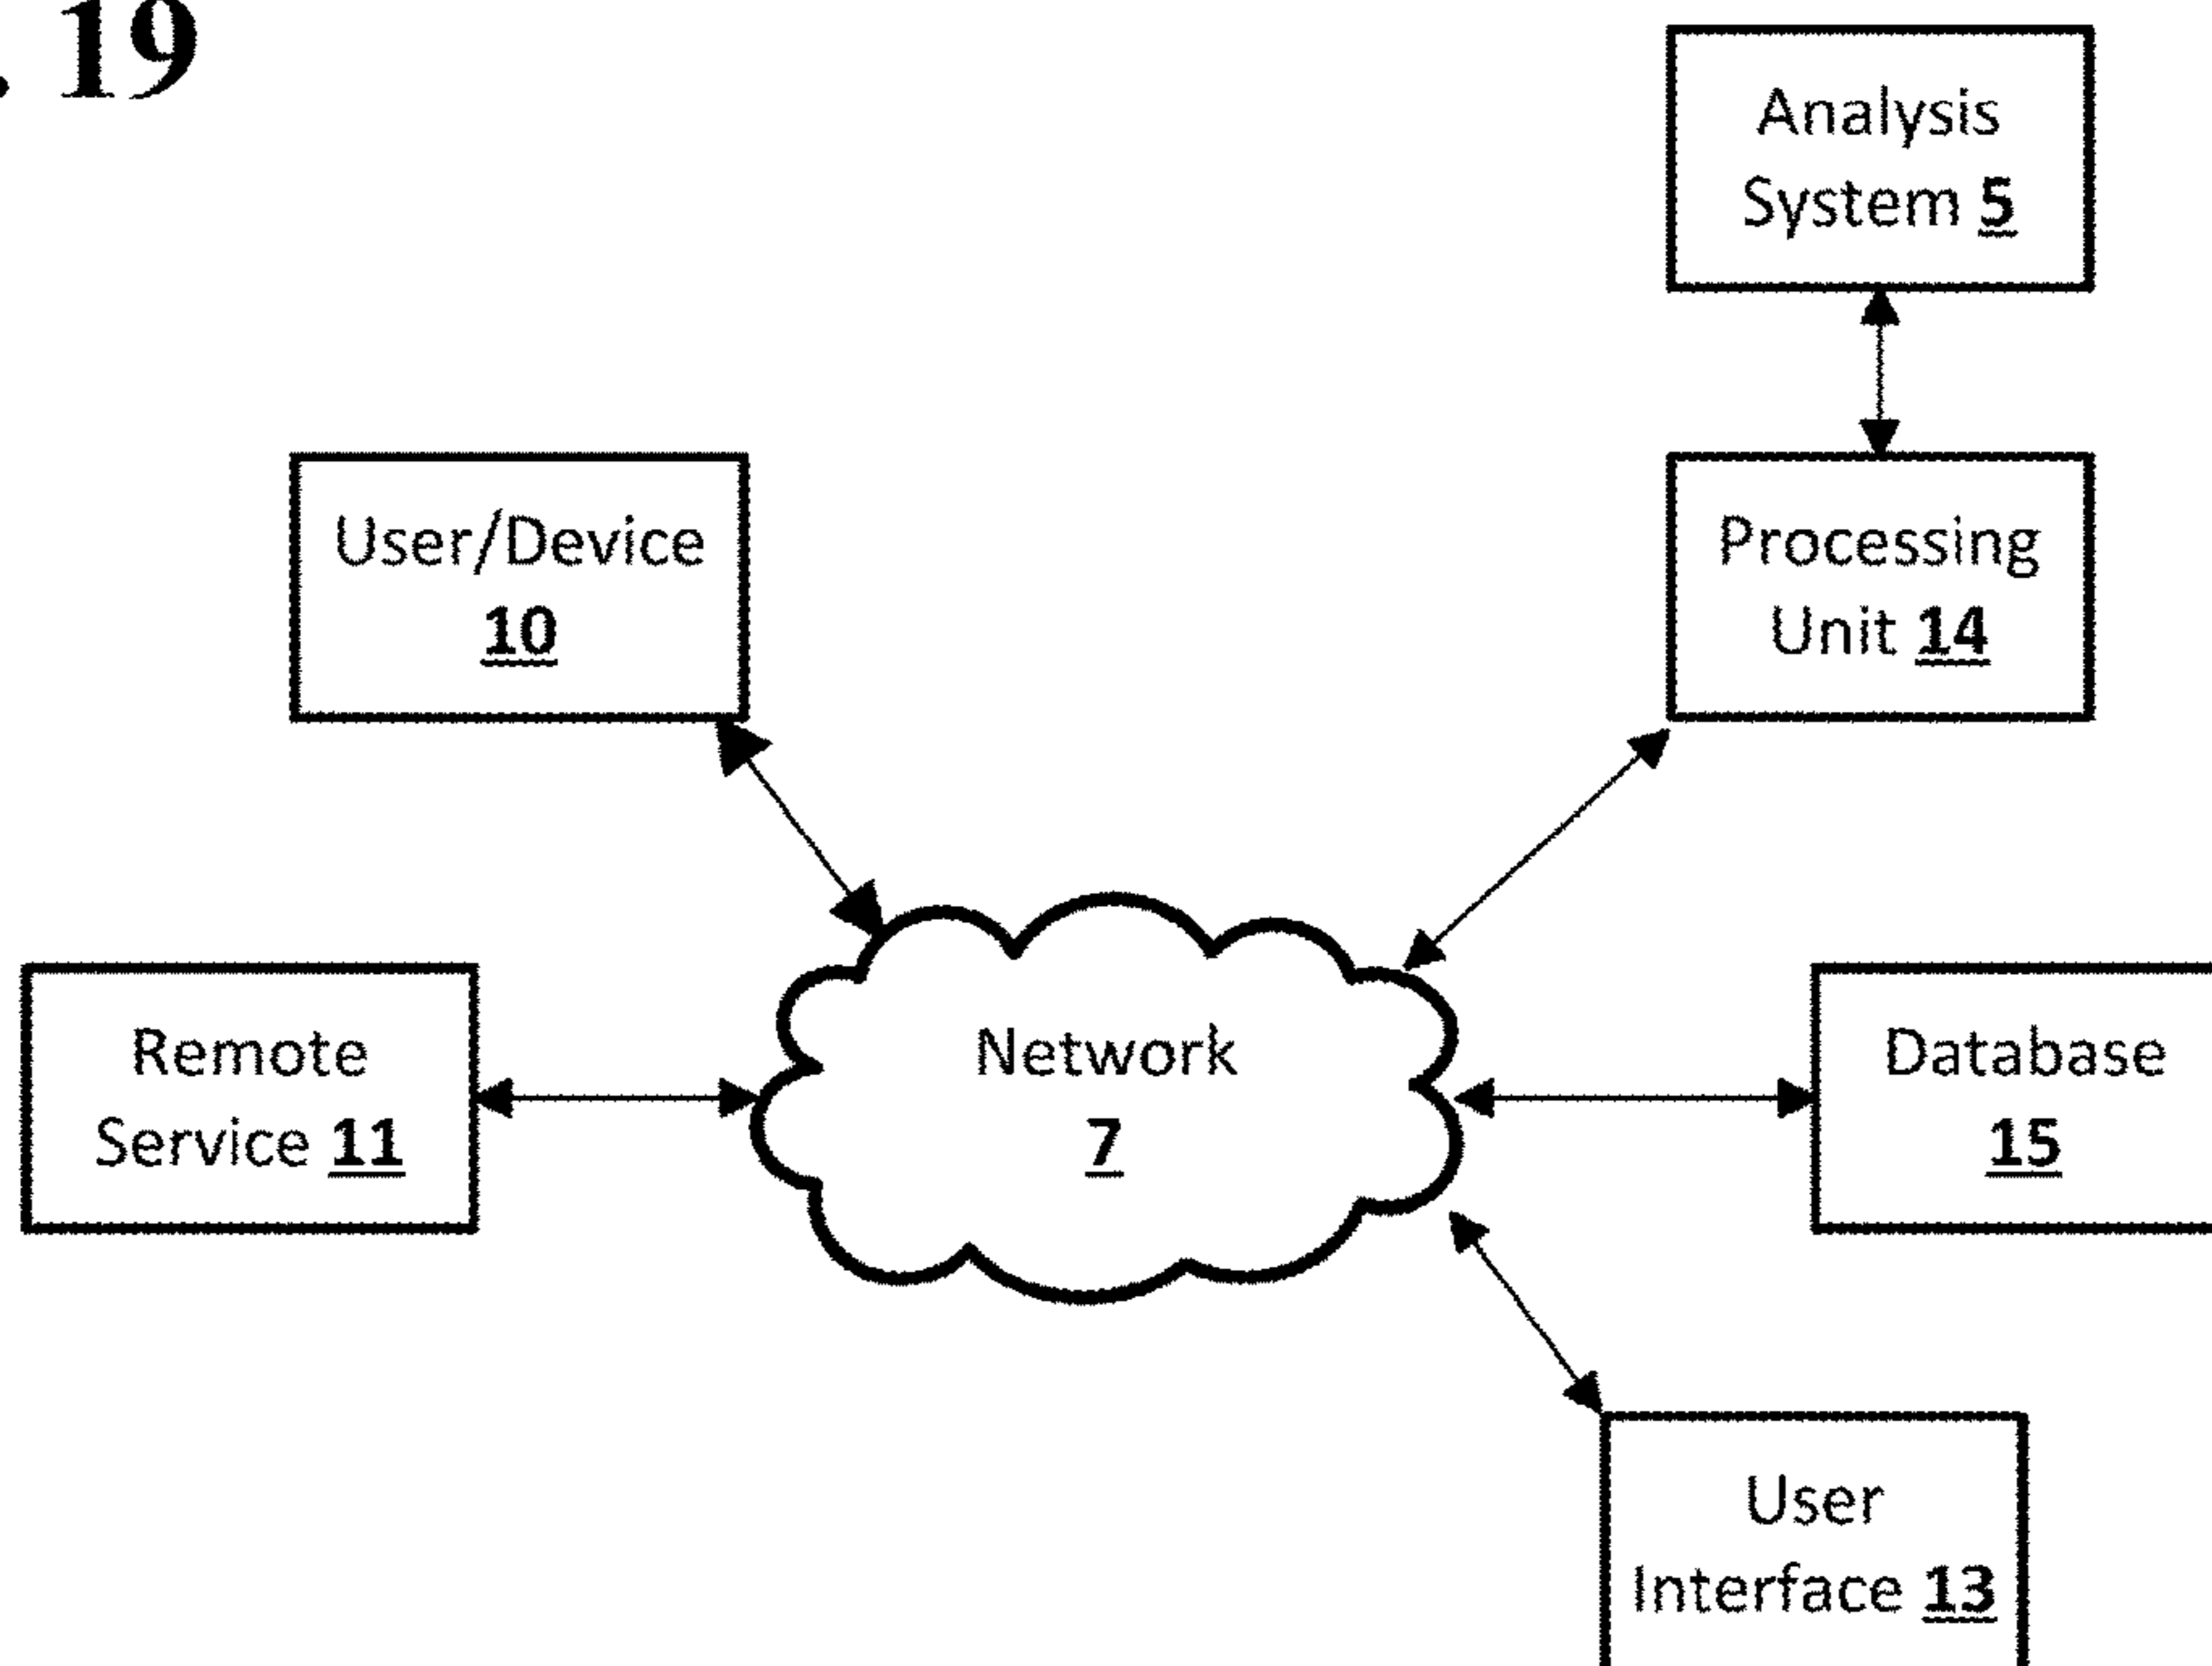 . 19
Analysis
System 5
User/Device
10
Processing
Unit 14
Remote
Service 11
Network
7
Database
15
User
Interface 13